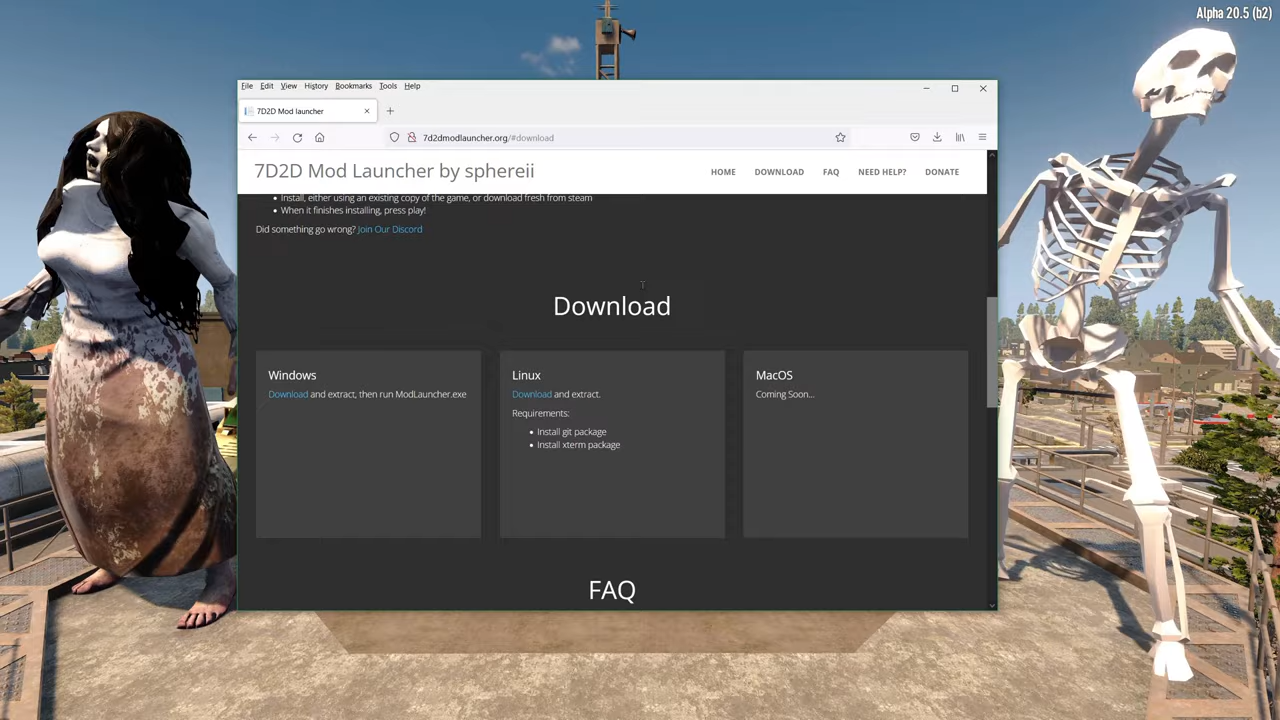 Alpha 20.5 (b2)
File Edit View History Bookmarks Tools Help
7D2D Mod launcher
7d2dmodlauncher.org/#download
7D2D Mod Launcher by sphereii
HOME DOWNLOAD FAQ NEED HELP? DONATE
Install, either using an existing copy of the game, or download fresh from steam
When it finishes installing, press play!
Did something go wrong? Join Our Discord
Download
Windows
Download and extract, then run ModLauncher.exe
Linux
Download and extract.
Requirements:
Install git package
Install xterm package
MacOS
Coming Soon...
FAQ